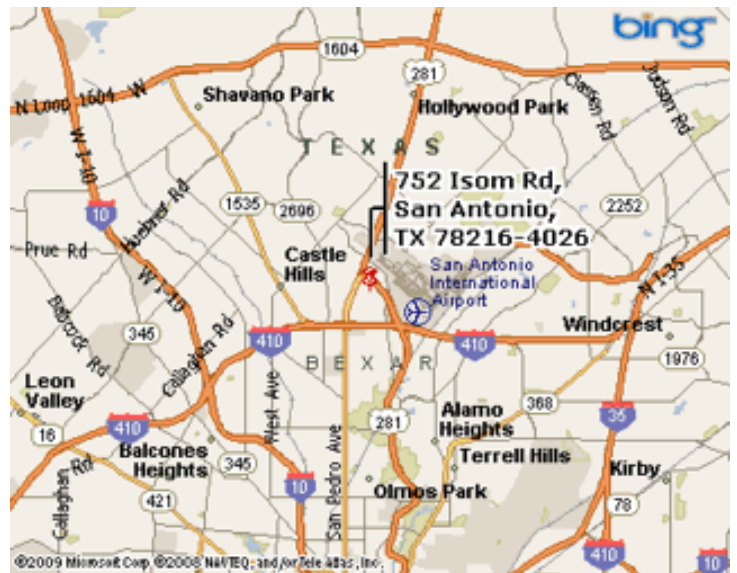 bing
1604
281
N Loop 1604 W
Shavano Park
Hollywood Park
Classen Rd
Judson Rd
W I-10
TEXAS
10
Huebner Rd
1535
2696
752 Isom Rd,
San Antonio,
TX 78216-4026
2252
Prue Rd
Castle
Hills
San Antonio
International
Airport
N I-35
W I-10
Babcock Rd
345
Callaghan Rd
410
410
Windcrest
1976
BEXAR
Leon
Valley
West Ave
San Pedro Ave
368
35
16
410
Balcones
Heights
345
281
Alamo
Heights
Terrell Hills
Kirby
Callaghan Rd
421
10
Olmos Park
78
410
10
©2009 Microsoft Corp ©2008 NAVTEQ, and/or Tele Atlas, Inc.